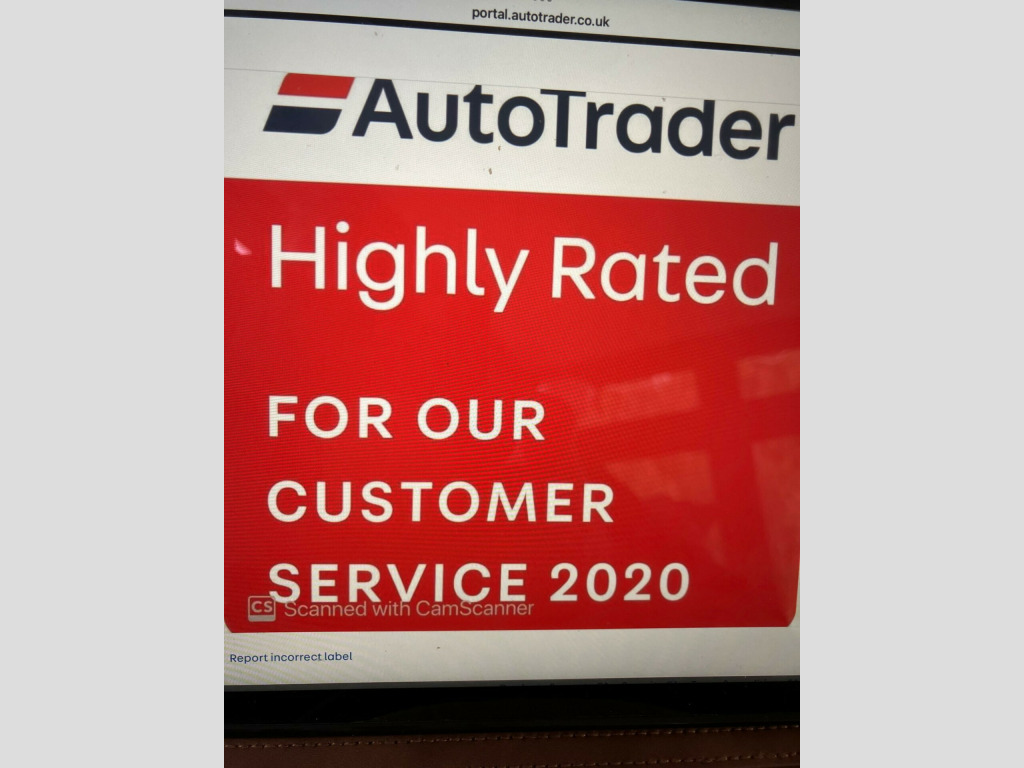 portal.autotrader.co.uk
AutoTrader
Highly Rated
FOR OUR
CUSTOMER
SERVICE 2020
CS Scanned with CamScanner
Report incorrect label